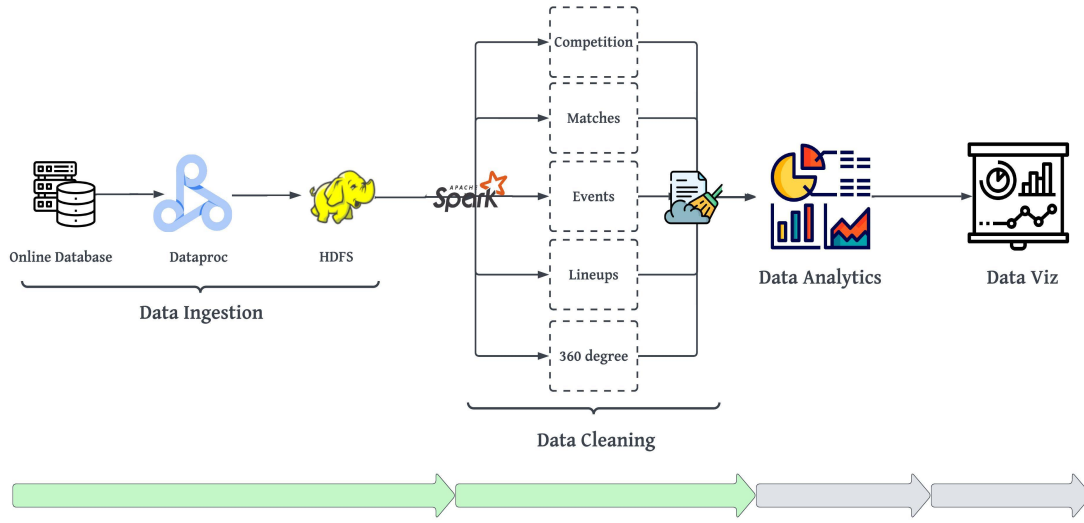 Competition
Matches
APACHE
Spark
Events
Online Database
Dataproc
HDFS
Lineups
Data Analytics
Data Viz
Data Ingestion
360 degree
Data Cleaning